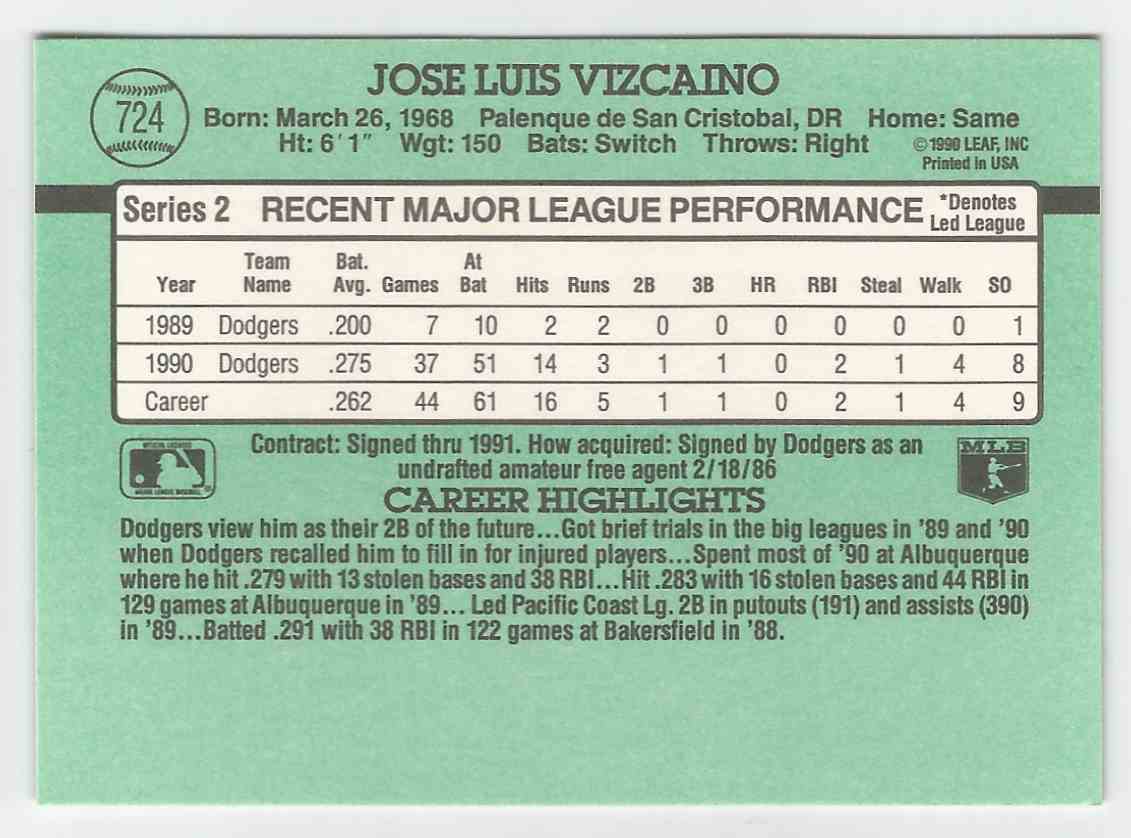 JOSE LUIS VIZCAINO
724
Born: March 26, 1968 Palenque de San Cristobal, DR Home: Same
Ht: 6' 1" Wgt: 150 Bats: Switch Throws: Right
©1990 LEAF, INC
Printed in USA
Series 2 RECENT MAJOR LEAGUE PERFORMANCE
*Denotes
Led League
Year Team Name Bat. Avg. Games At Bat Hits Runs 2B 3B HR RBI Steal Walk SO
1989 Dodgers .200 7 10 2 2 0 0 0 0 0 0 1
1990 Dodgers .275 37 51 14 3 1 1 0 2 1 4 8
Career .262 44 61 16 5 1 1 0 2 1 4 9
Contract: Signed thru 1991. How acquired: Signed by Dodgers as an
undrafted amateur free agent 2/18/86
OFFICIAL LICENSEE
MAJOR LEAGUE BASEBALL
MLB
CAREER HIGHLIGHTS
Dodgers view him as their 2B of the future...Got brief trials in the big leagues in '89 and '90
when Dodgers recalled him to fill in for injured players...Spent most of '90 at Albuquerque
where he hit .279 with 13 stolen bases and 38 RBI...Hit .283 with 16 stolen bases and 44 RBI in
129 games at Albuquerque in '89... Led Pacific Coast Lg. 2B in putouts (191) and assists (390)
in '89...Batted .291 with 38 RBI in 122 games at Bakersfield in '88.